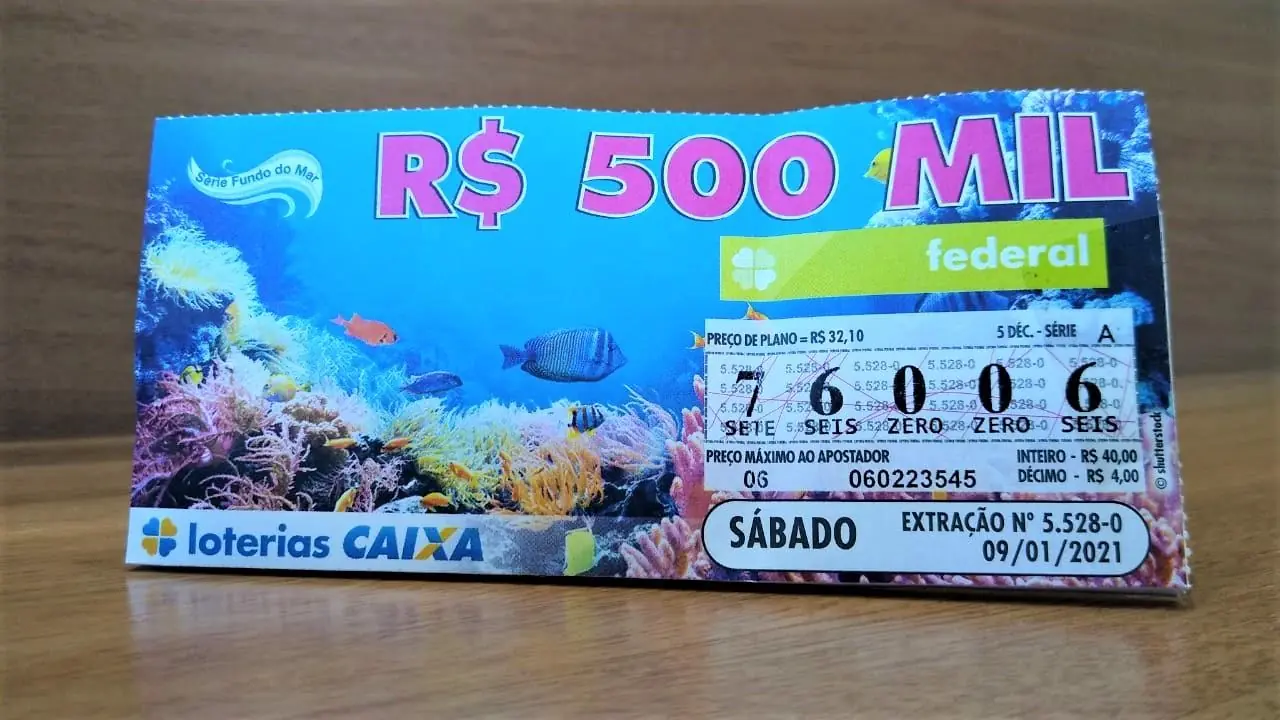 Série Fundo do Mar
R$ 500 MIL
federal
PREÇO DE PLANO = R$ 32,10
5 DÉC. - SÉRIE A
7 6 0 0 6
SETE SEIS ZERO ZERO SEIS
PREÇO MÁXIMO AO APOSTADOR
INTEIRO - R$ 40,00
06 060223545
DÉCIMO - R$ 4,00
© shutterstock
SÁBADO
EXTRAÇÃO Nº 5.528-0
09/01/2021
loterias CAIXA